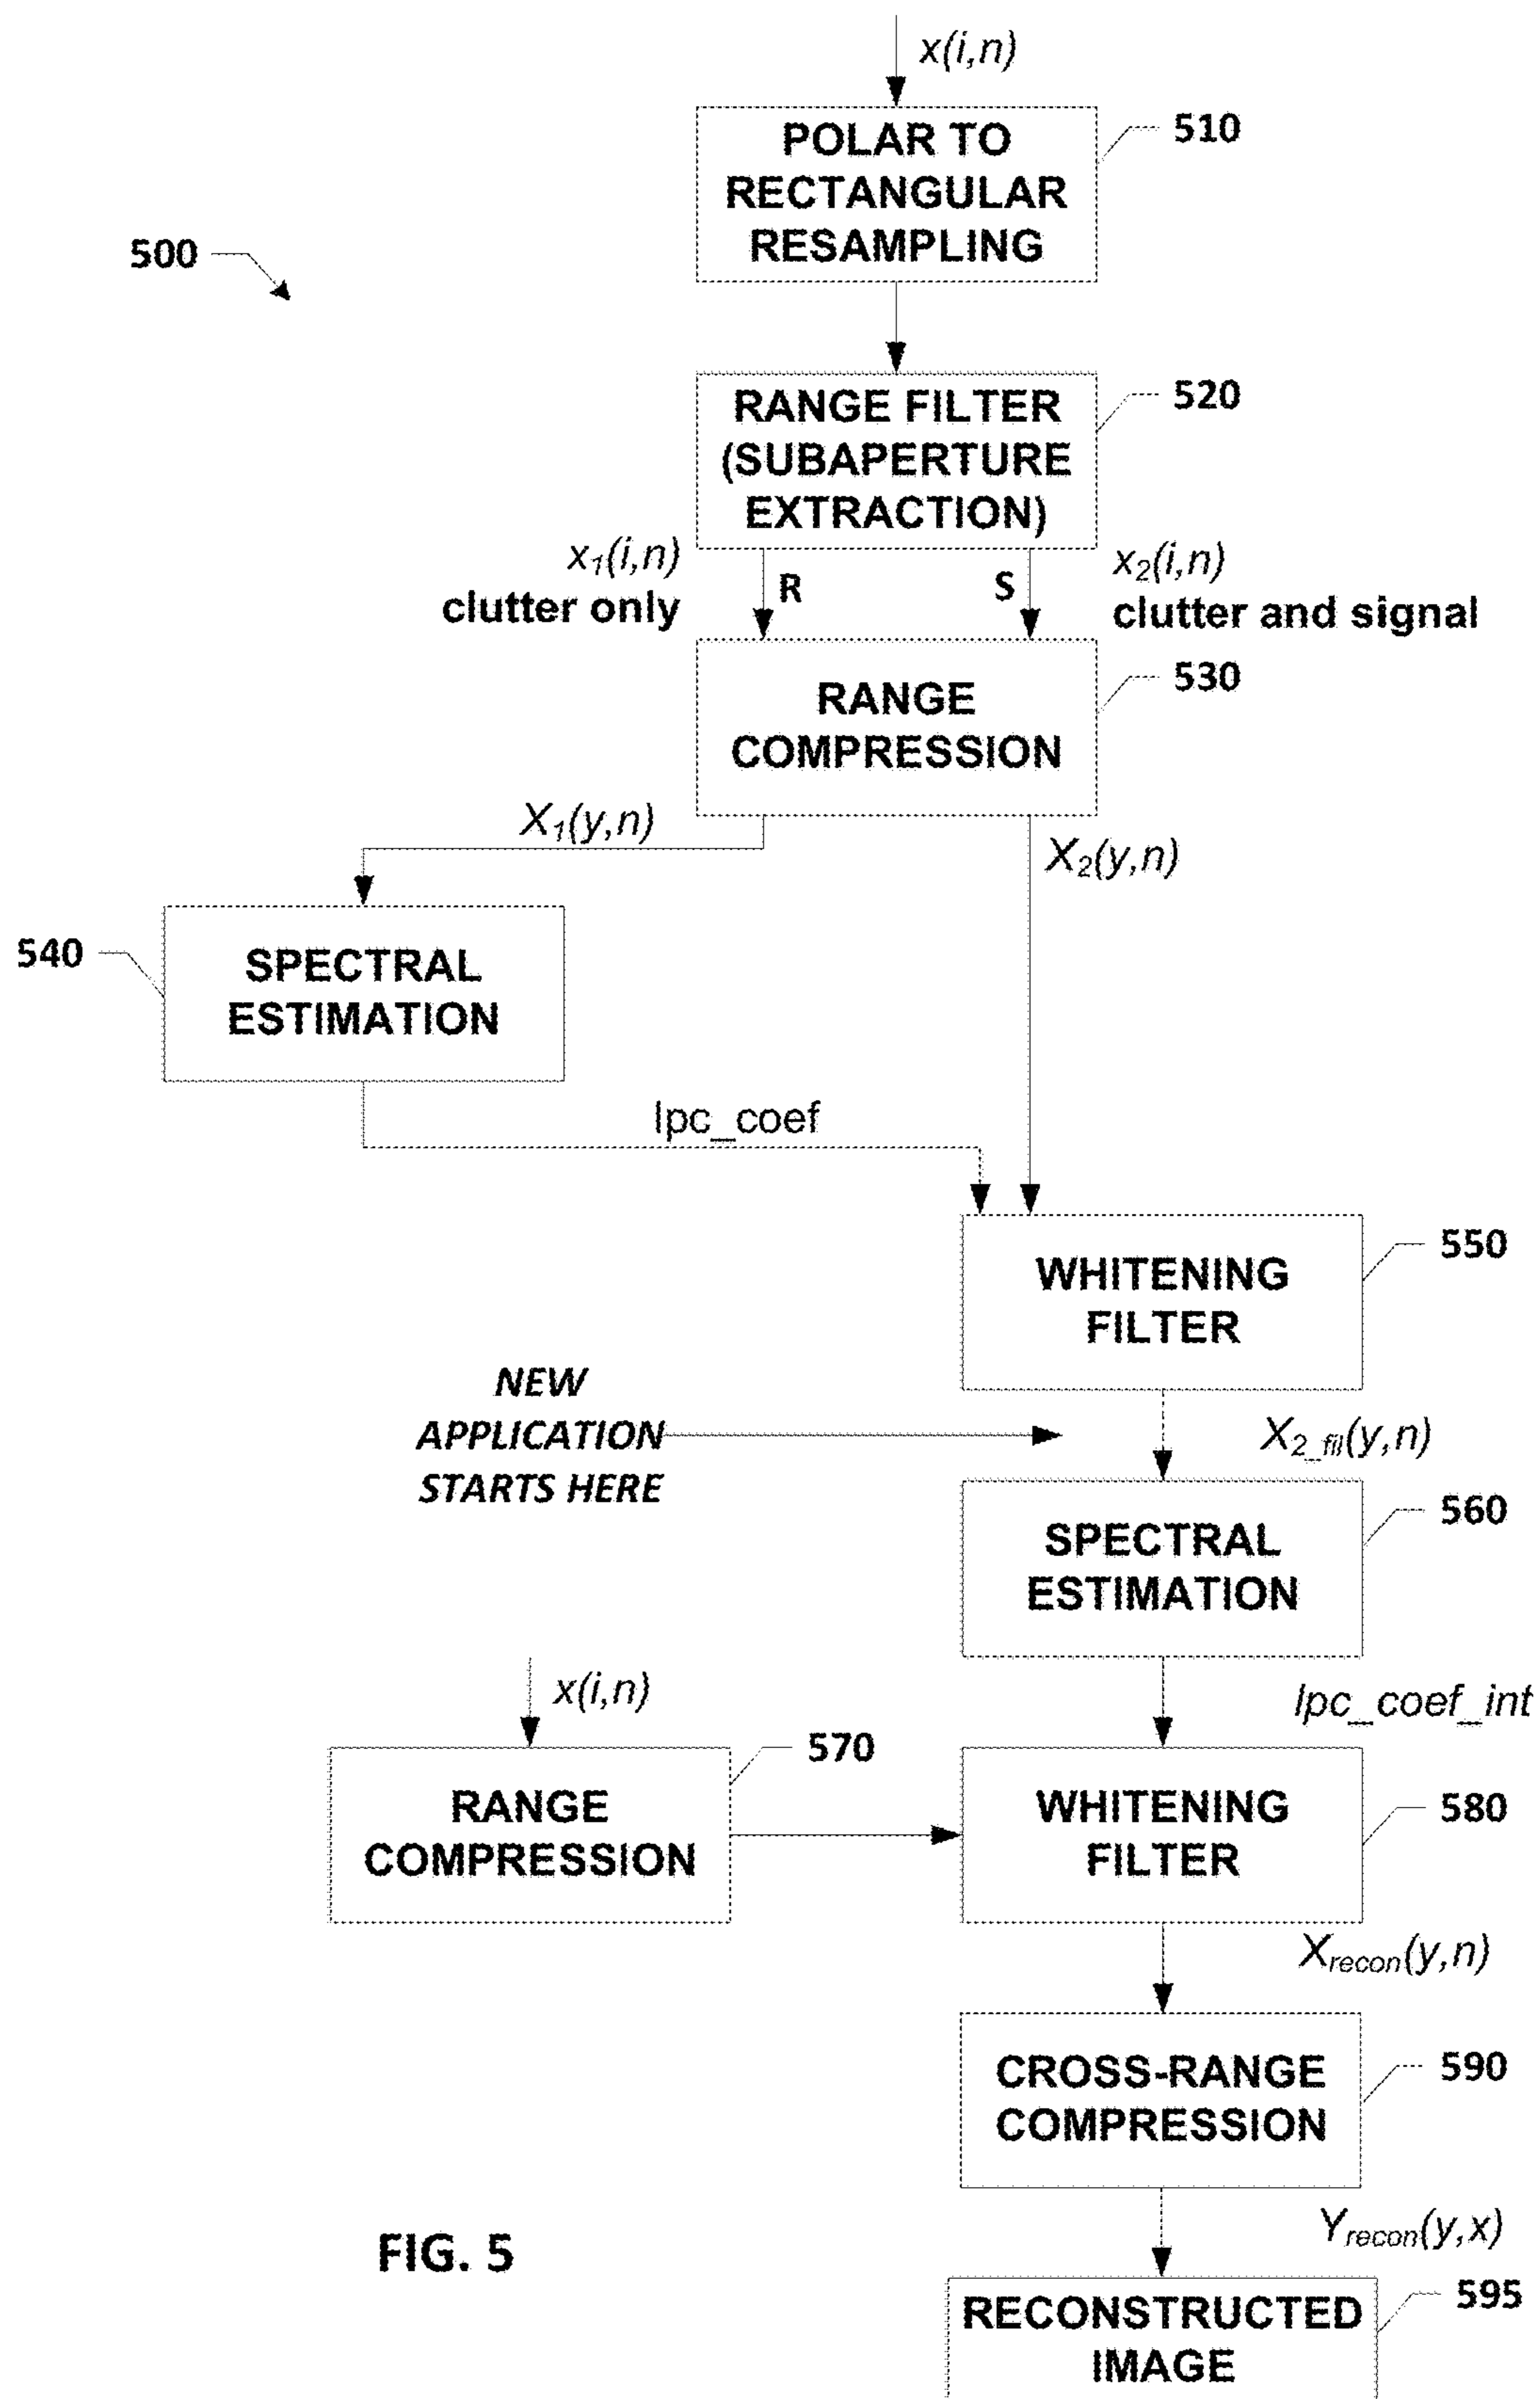 x(i,n)
POLAR TO
RECTANGULAR
RESAMPLING
510
500
RANGE FILTER
(SUBAPERTURE
EXTRACTION)
520
x1(i,n)
clutter only
R
S
x2(i,n)
clutter and signal
RANGE
COMPRESSION
530
X1(y,n)
X2(y,n)
540
SPECTRAL
ESTIMATION
lpc_coef
WHITENING
FILTER
550
NEW
APPLICATION
STARTS HERE
X2_fil(y,n)
SPECTRAL
ESTIMATION
560
x(i,n)
lpc_coef_int
RANGE
COMPRESSION
570
WHITENING
FILTER
580
Xrecon(y,n)
CROSS-RANGE
COMPRESSION
590
Yrecon(y,x)
FIG. 5
RECONSTRUCTED
IMAGE
595